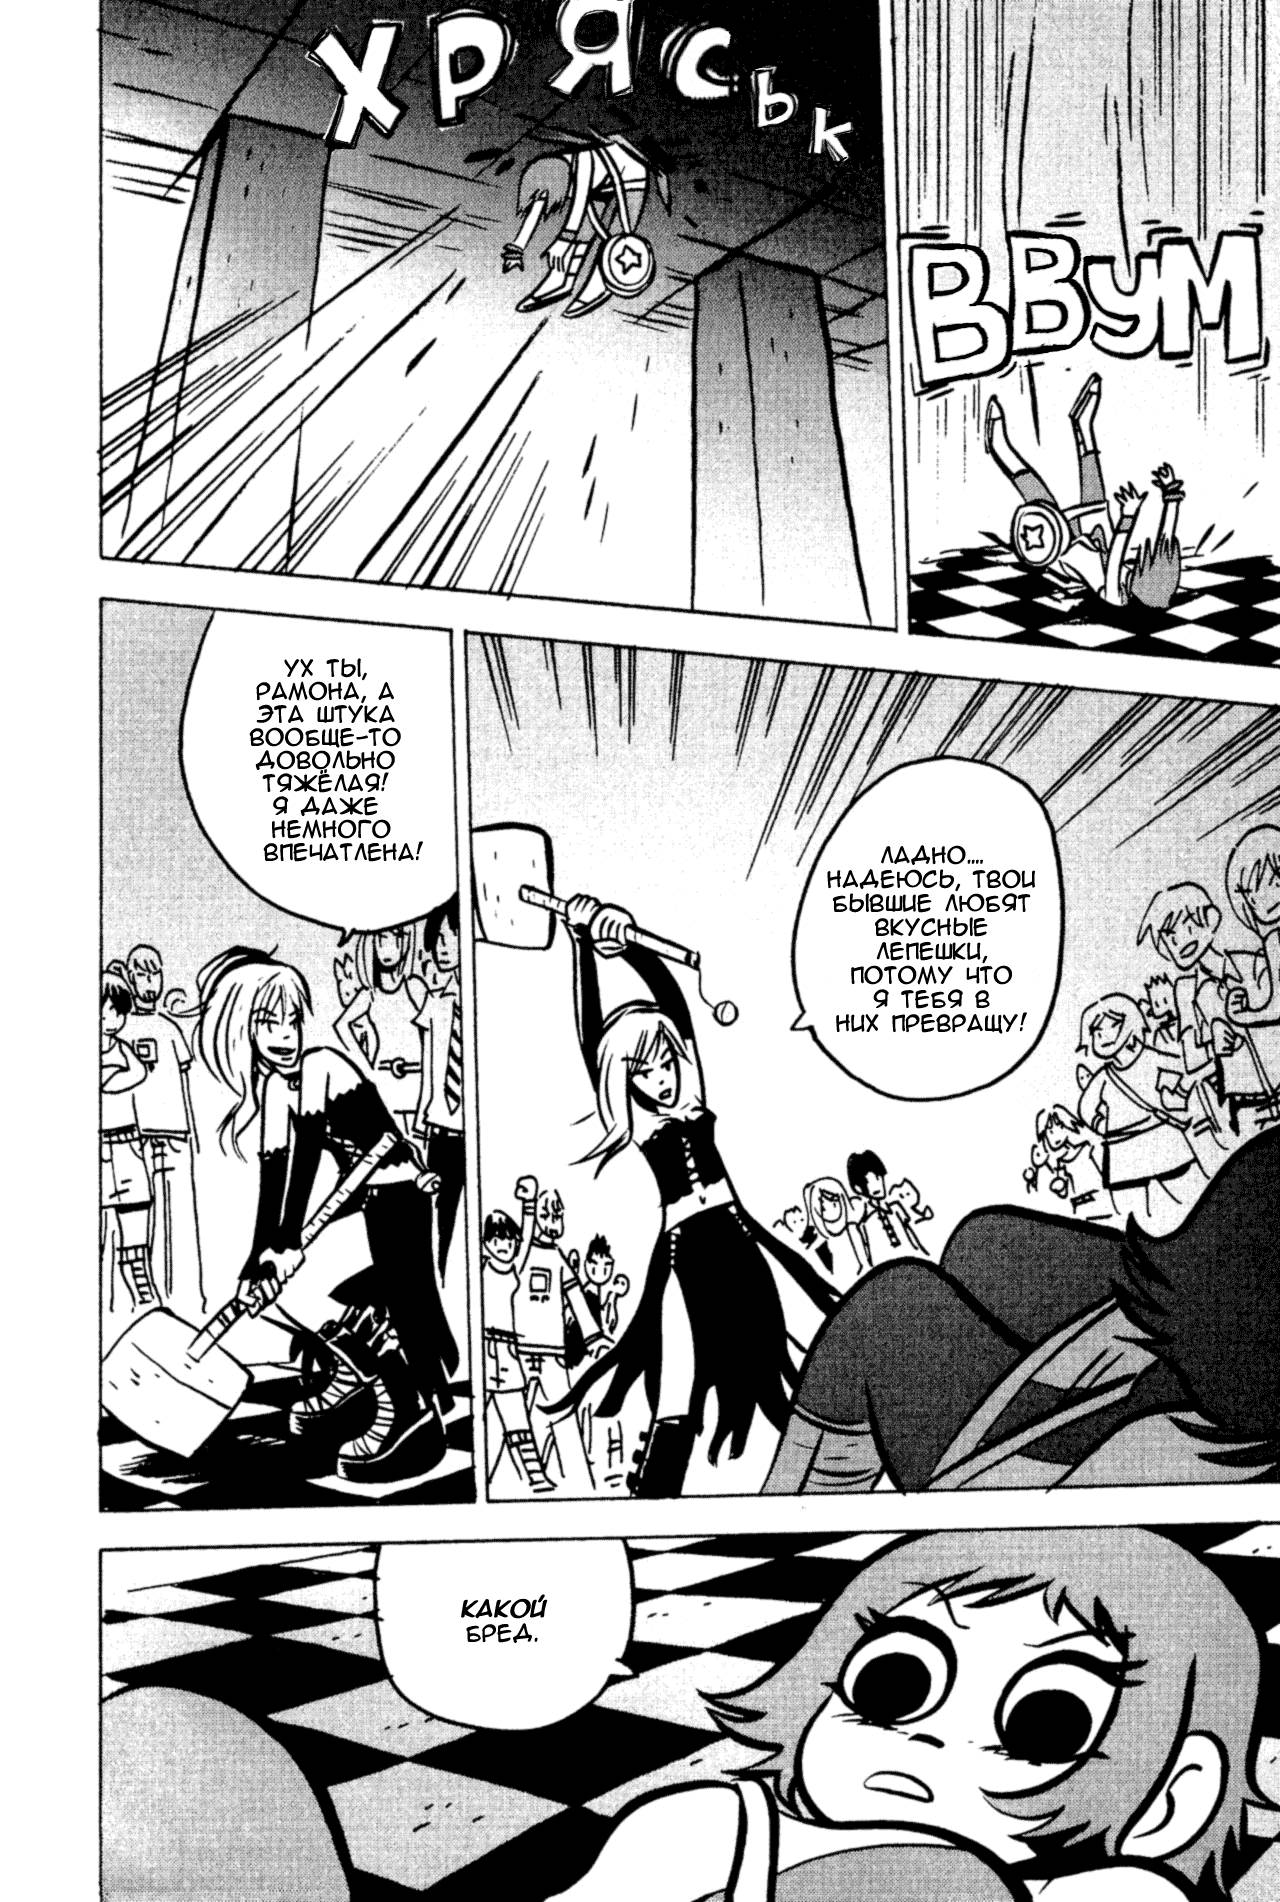 ХРЯСЬК
ВВУМ
УХ ТЫ,
РАМОНА, А
ЭТА ШТУКА
ВООБЩЕ-ТО
ДОВОЛЬНО
ТЯЖЁЛАЯ!
Я ДАЖЕ
НЕМНОГО
ВПЕЧАТЛЕНА!
ЛАДНО....
НАДЕЮСЬ, ТВОИ
БЫВШИЕ ЛЮБЯТ
ВКУСНЫЕ
ЛЕПЕШКИ,
ПОТОМУ ЧТО
Я ТЕБЯ В
НИХ ПРЕВРАЩУ!
КАКОЙ
БРЕД.